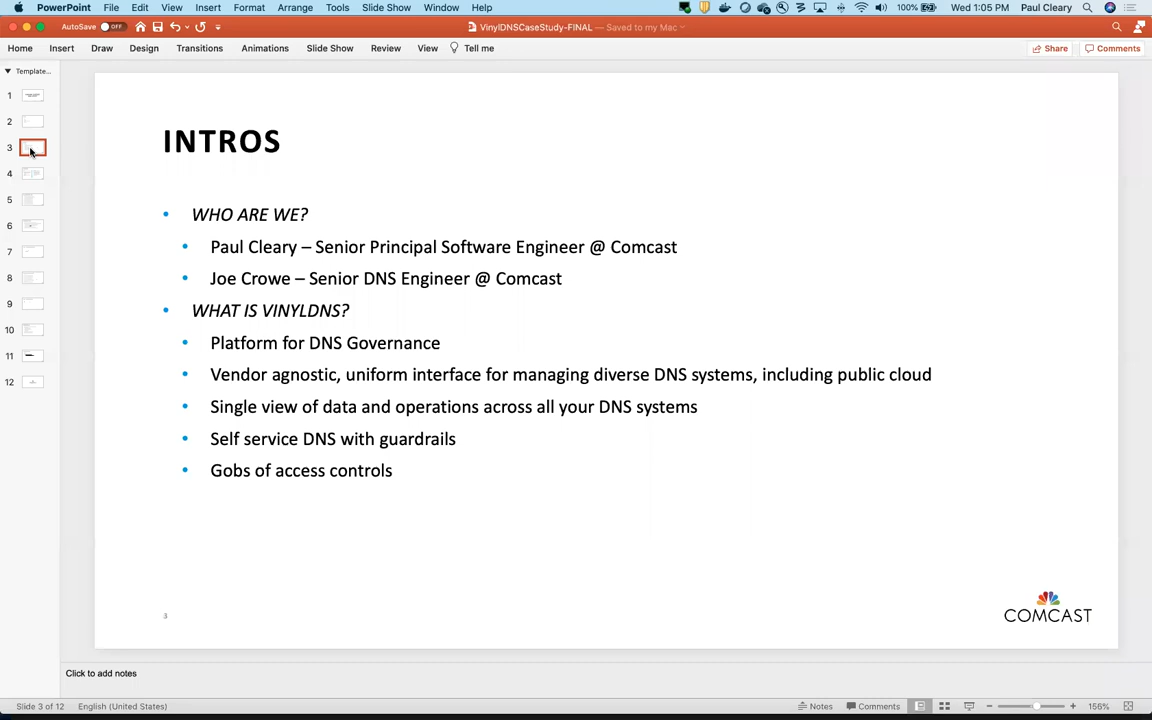 PowerPoint File Edit View Insert Format Arrange Tools Slide Show Window Help 100% Wed 1:05 PM Paul Cleary
AutoSave OFF VinylDNSCaseStudy-FINAL — Saved to my Mac
Home Insert Draw Design Transitions Animations Slide Show Review View Tell me Share Comments
Template...
1
2
3
4
5
6
7
8
9
10
11
12
INTROS
• WHO ARE WE?
• Paul Cleary – Senior Principal Software Engineer @ Comcast
• Joe Crowe – Senior DNS Engineer @ Comcast
• WHAT IS VINYLDNS?
• Platform for DNS Governance
• Vendor agnostic, uniform interface for managing diverse DNS systems, including public cloud
• Single view of data and operations across all your DNS systems
• Self service DNS with guardrails
• Gobs of access controls
3
COMCAST
Click to add notes
Slide 3 of 12 English (United States) Notes Comments 156%